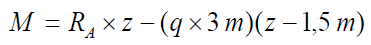 M = R_A × z − (q × 3 m)(z − 1,5 m)